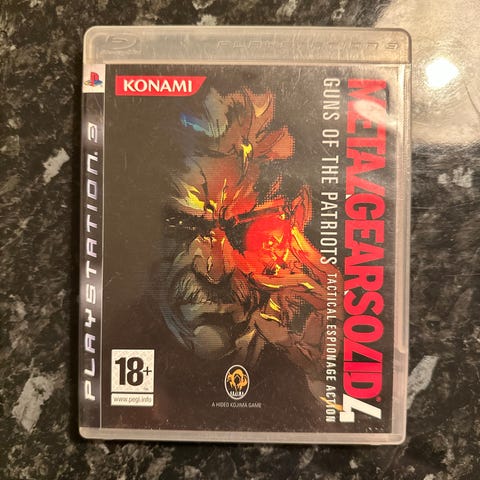 PLAYSTATION 3
PLAYSTATION 3
KONAMI
METAL GEAR SOLID® 4
GUNS OF THE PATRIOTS
TACTICAL ESPIONAGE ACTION
18+
www.pegi.info
A HIDEO KOJIMA GAME